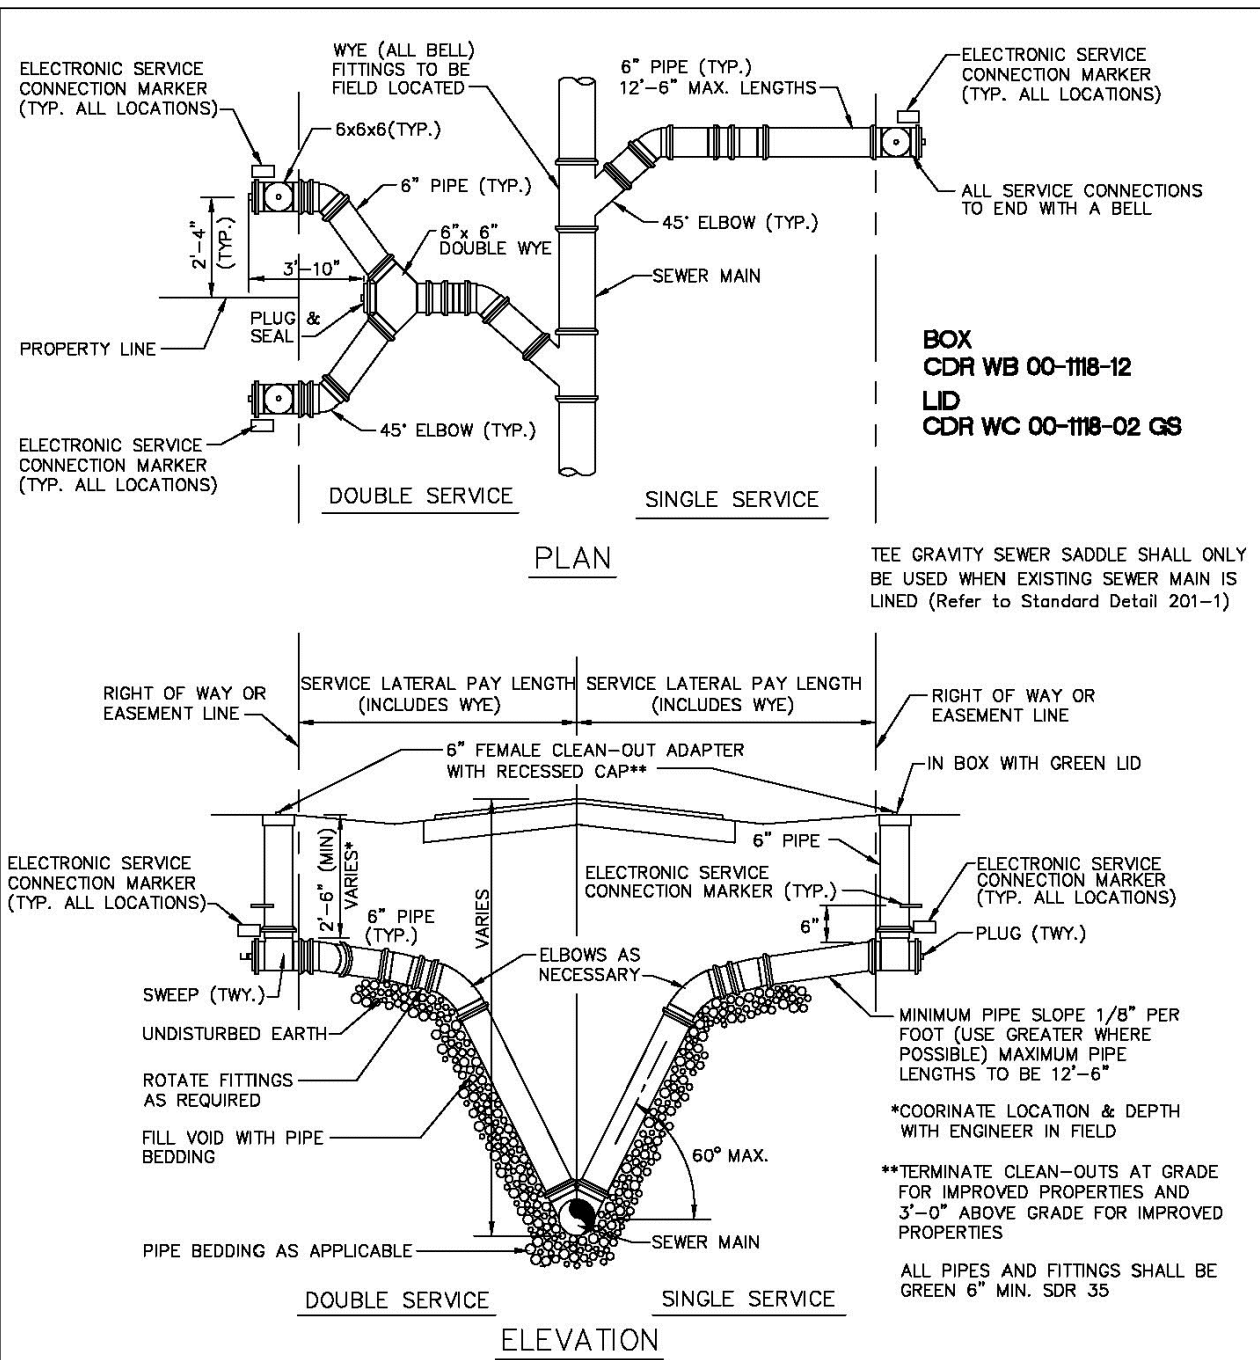 ELECTRONIC SERVICE
CONNECTION MARKER
(TYP. ALL LOCATIONS)
WYE (ALL BELL)
FITTINGS TO BE
FIELD LOCATED
6" PIPE (TYP.)
12'-6" MAX. LENGTHS
ELECTRONIC SERVICE
CONNECTION MARKER
(TYP. ALL LOCATIONS)
6x6x6(TYP.)
6" PIPE (TYP.)
ALL SERVICE CONNECTIONS
TO END WITH A BELL
45° ELBOW (TYP.)
6"x 6"
DOUBLE WYE
2'-4"
(TYP.)
3'-10"
SEWER MAIN
PLUG &
SEAL
PROPERTY LINE
BOX
CDR WB 00-1118-12
LID
CDR WC 00-1118-02 GS
45° ELBOW (TYP.)
ELECTRONIC SERVICE
CONNECTION MARKER
(TYP. ALL LOCATIONS)
DOUBLE SERVICE
SINGLE SERVICE
PLAN
TEE GRAVITY SEWER SADDLE SHALL ONLY
BE USED WHEN EXISTING SEWER MAIN IS
LINED (Refer to Standard Detail 201-1)
RIGHT OF WAY OR
EASEMENT LINE
SERVICE LATERAL PAY LENGTH
(INCLUDES WYE)
SERVICE LATERAL PAY LENGTH
(INCLUDES WYE)
RIGHT OF WAY OR
EASEMENT LINE
6" FEMALE CLEAN-OUT ADAPTER
WITH RECESSED CAP**
IN BOX WITH GREEN LID
6" PIPE
ELECTRONIC SERVICE
CONNECTION MARKER
(TYP. ALL LOCATIONS)
2'-6" (MIN)
VARIES*
6" PIPE
(TYP.)
VARIES
ELECTRONIC SERVICE
CONNECTION MARKER (TYP.)
6"
ELECTRONIC SERVICE
CONNECTION MARKER
(TYP. ALL LOCATIONS)
PLUG (TWY.)
ELBOWS AS
NECESSARY
SWEEP (TWY.)
UNDISTURBED EARTH
MINIMUM PIPE SLOPE 1/8" PER
FOOT (USE GREATER WHERE
POSSIBLE) MAXIMUM PIPE
LENGTHS TO BE 12'-6"
ROTATE FITTINGS
AS REQUIRED
*COORINATE LOCATION & DEPTH
WITH ENGINEER IN FIELD
FILL VOID WITH PIPE
BEDDING
60° MAX.
**TERMINATE CLEAN-OUTS AT GRADE
FOR IMPROVED PROPERTIES AND
3'-0" ABOVE GRADE FOR IMPROVED
PROPERTIES
PIPE BEDDING AS APPLICABLE
SEWER MAIN
ALL PIPES AND FITTINGS SHALL BE
GREEN 6" MIN. SDR 35
DOUBLE SERVICE
SINGLE SERVICE
ELEVATION